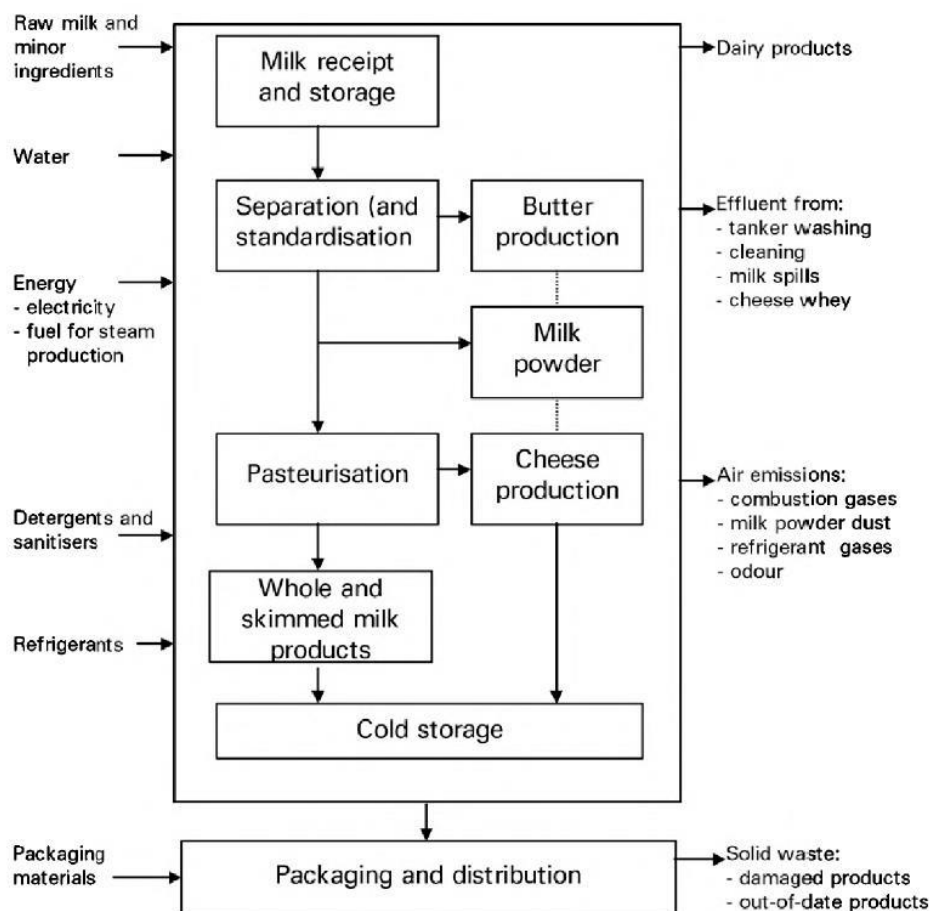 Raw milk and
minor
ingredients
Milk receipt
and storage
Dairy products
Water
Separation (and
standardisation
Butter
production
Effluent from:
- tanker washing
- cleaning
- milk spills
- cheese whey
Energy
- electricity
- fuel for steam
production
Milk
powder
Pasteurisation
Cheese
production
Air emissions:
- combustion gases
- milk powder dust
- refrigerant gases
- odour
Detergents and
sanitisers
Whole and
skimmed milk
products
Refrigerants
Cold storage
Packaging
materials
Packaging and distribution
Solid waste:
- damaged products
- out-of-date products